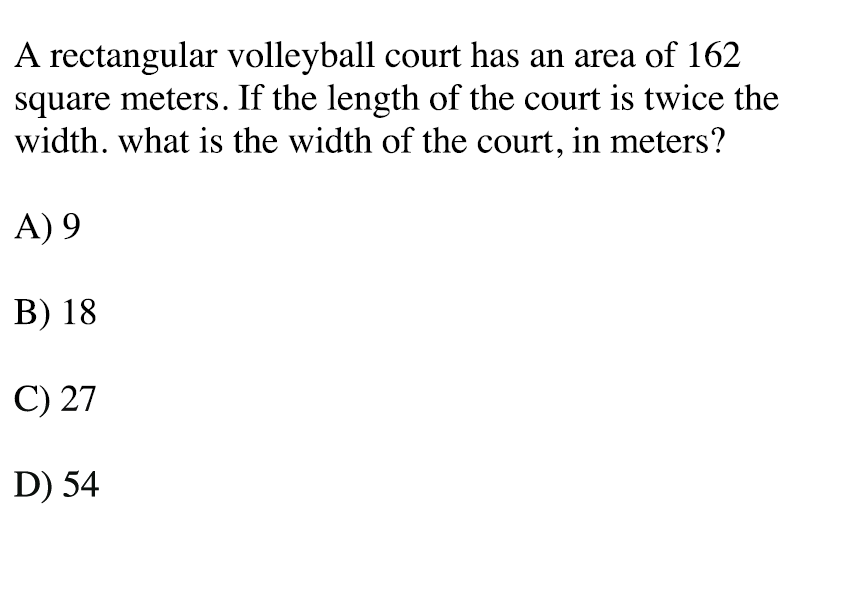 A rectangular volleyball court has an area of 162
square meters. If the length of the court is twice the
width. what is the width of the court, in meters?
A) 9
B) 18
C) 27
D) 54